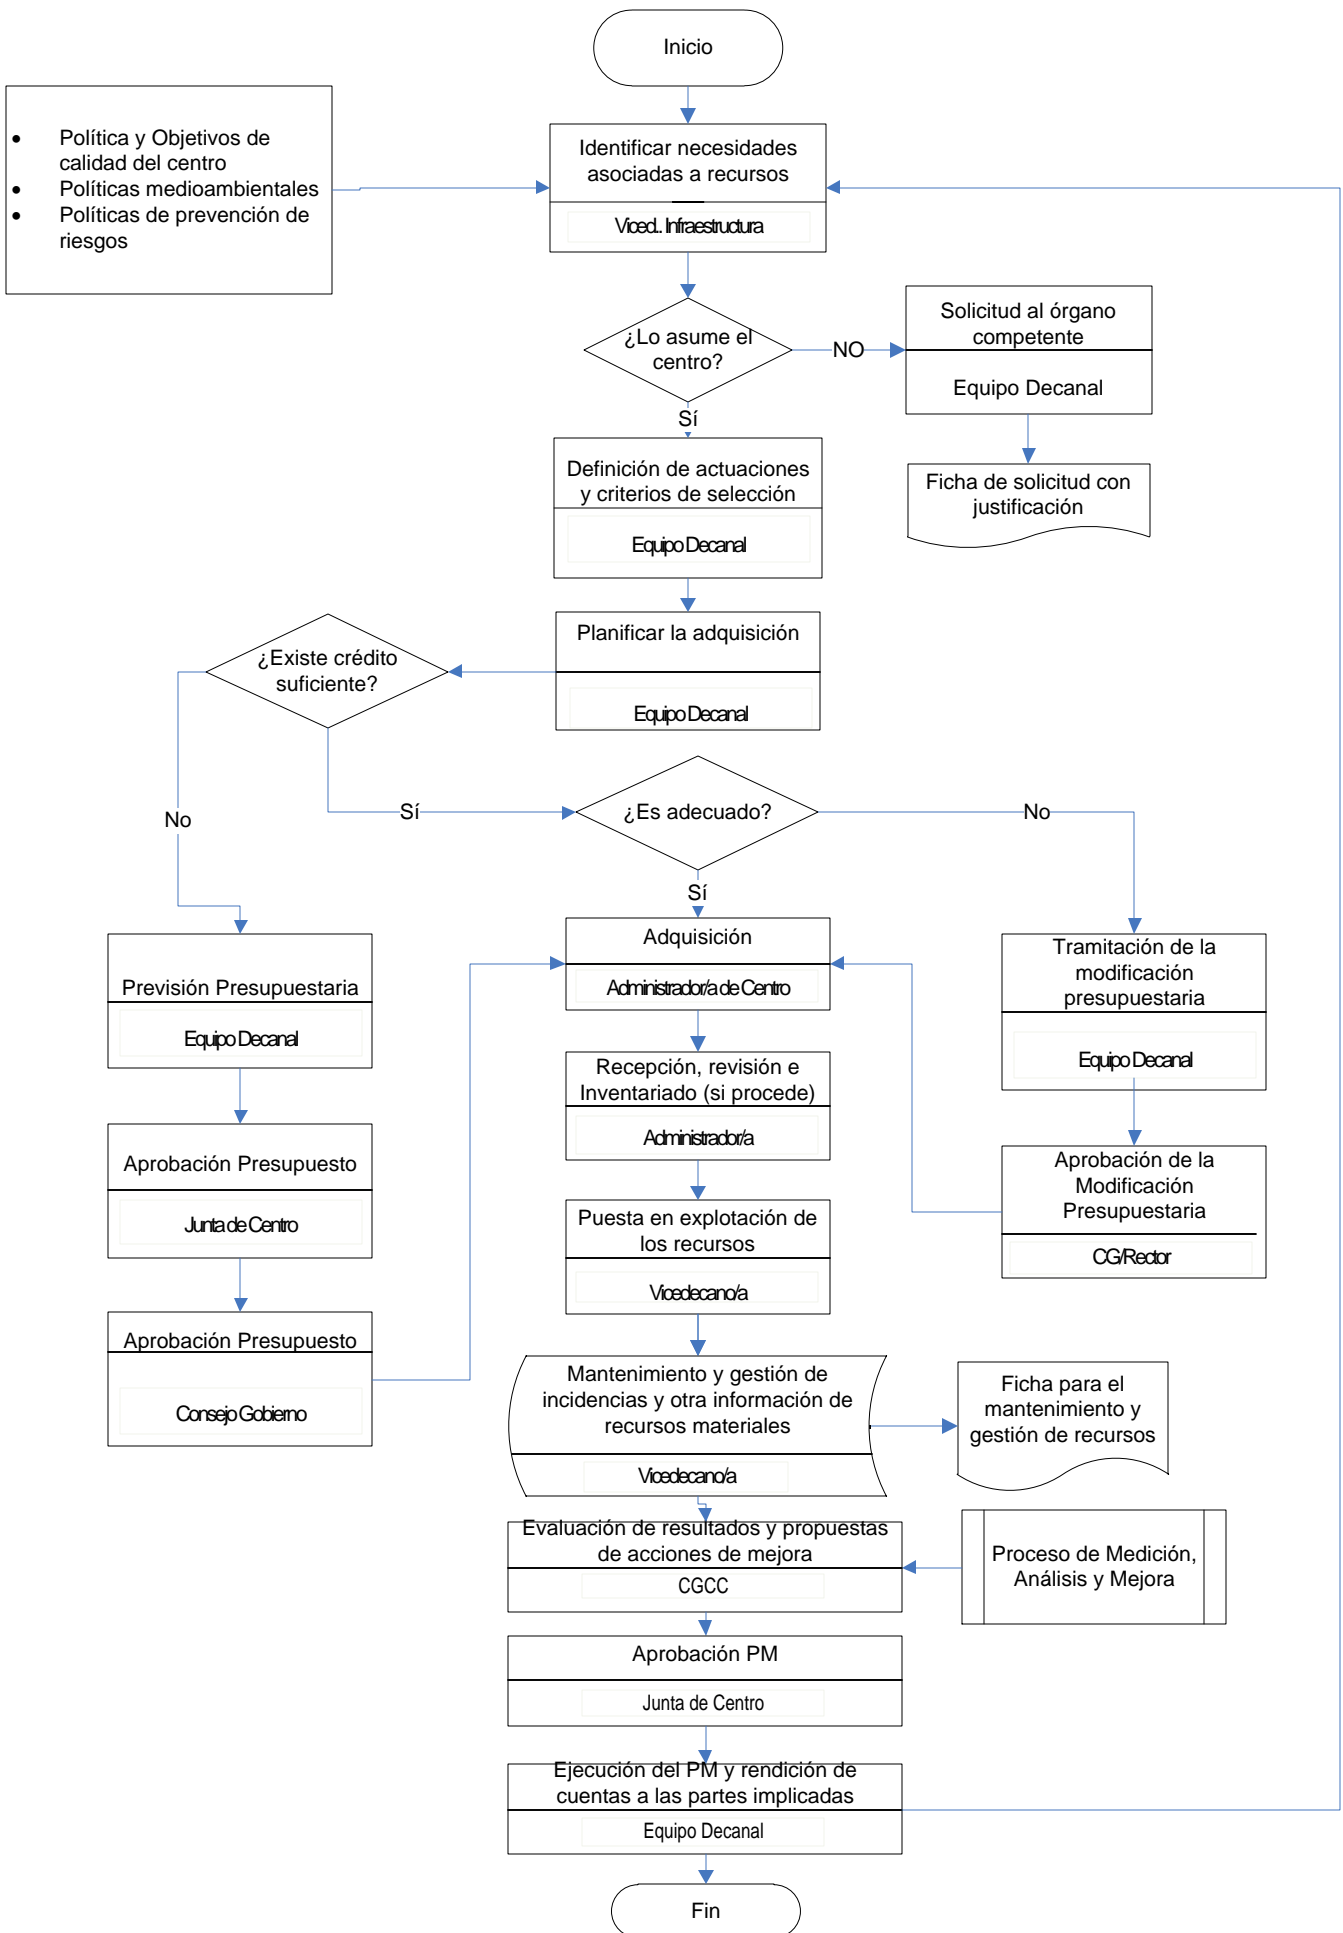 Inicio
• Política y Objetivos de
calidad del centro
• Políticas medioambientales
• Políticas de prevención de
riesgos
Identificar necesidades
asociadas a recursos
Viced.. Infraestructura
¿Lo asume el
centro?
NO
Solicitud al órgano
competente
Equipo Decanal
Sí
Ficha de solicitud con
justificación
Definición de actuaciones
y criterios de selección
Equipo Decanal
Planificar la adquisición
Equipo Decanal
¿Existe crédito
suficiente?
No
Sí
¿Es adecuado?
No
Sí
Previsión Presupuestaria
Equipo Decanal
Adquisición
Administrador/a de Centro
Tramitación de la
modificación
presupuestaria
Equipo Decanal
Recepción, revisión e
Inventariado (si procede)
Administrador/a
Aprobación Presupuesto
Junta de Centro
Aprobación de la
Modificación
Presupuestaria
CG/Rector
Puesta en explotación de
los recursos
Vicedecano/a
Aprobación Presupuesto
Consejo Gobierno
Mantenimiento y gestión de
incidencias y otra información de
recursos materiales
Vicedecano/a
Ficha para el
mantenimiento y
gestión de recursos
Evaluación de resultados y propuestas
de acciones de mejora
CGCC
Proceso de Medición,
Análisis y Mejora
Aprobación PM
Junta de Centro
Ejecución del PM y rendición de
cuentas a las partes implicadas
Equipo Decanal
Fin